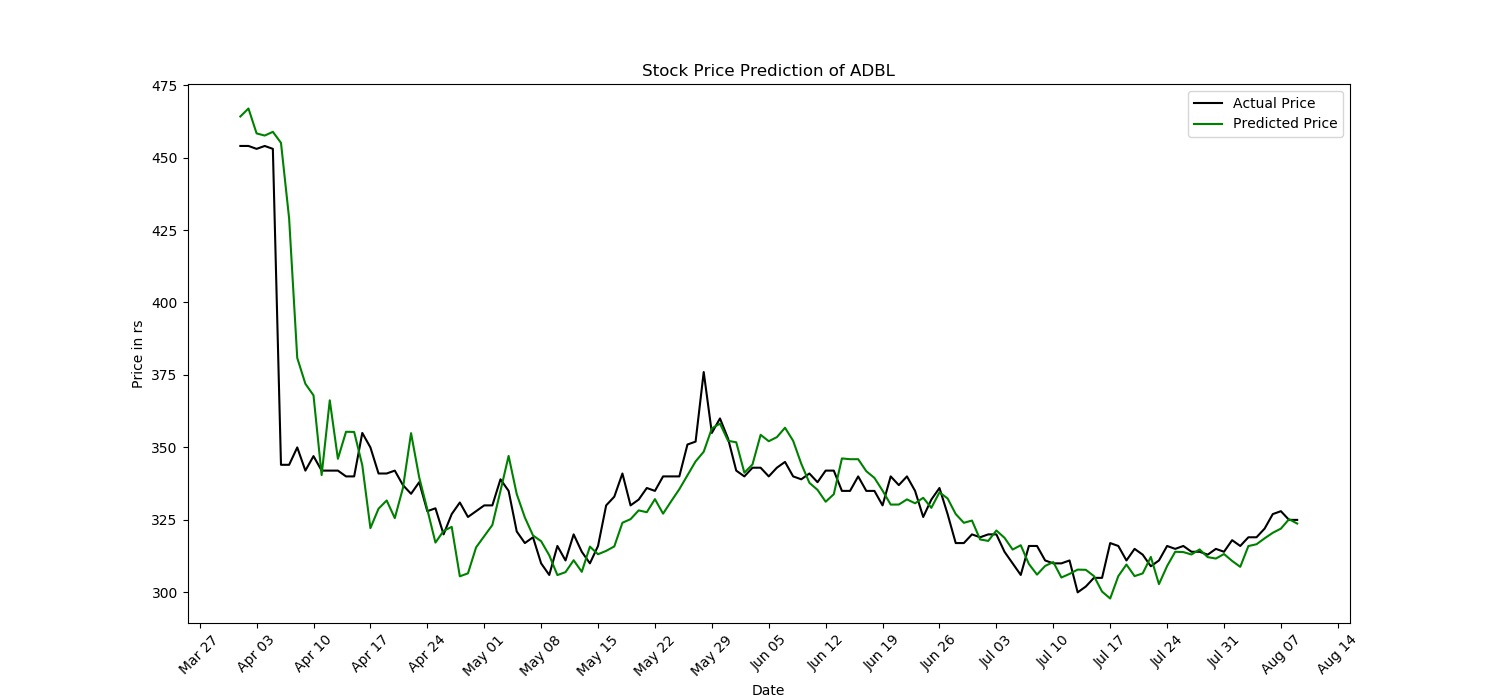 Stock Price Prediction of ADBL
Actual Price
Predicted Price
Price in rs
475
450
425
400
375
350
325
300
Mar 27
Apr 03
Apr 10
Apr 17
Apr 24
May 01
May 08
May 15
May 22
May 29
Jun 05
Jun 12
Jun 19
Jun 26
Jul 03
Jul 10
Jul 17
Jul 24
Jul 31
Aug 07
Aug 14
Date